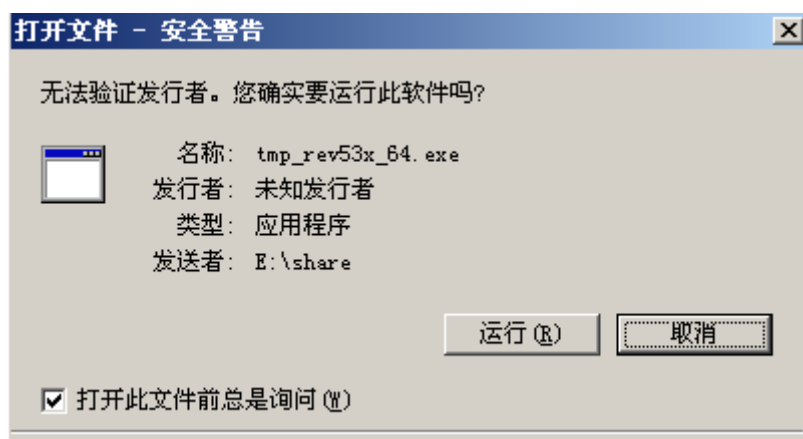 打开文件 - 安全警告
无法验证发行者。您确实要运行此软件吗?
名称: tmp_rev53x_64.exe
发行者: 未知发行者
类型: 应用程序
发送者: E:\share
运行(R) 取消
打开此文件前总是询问(W)